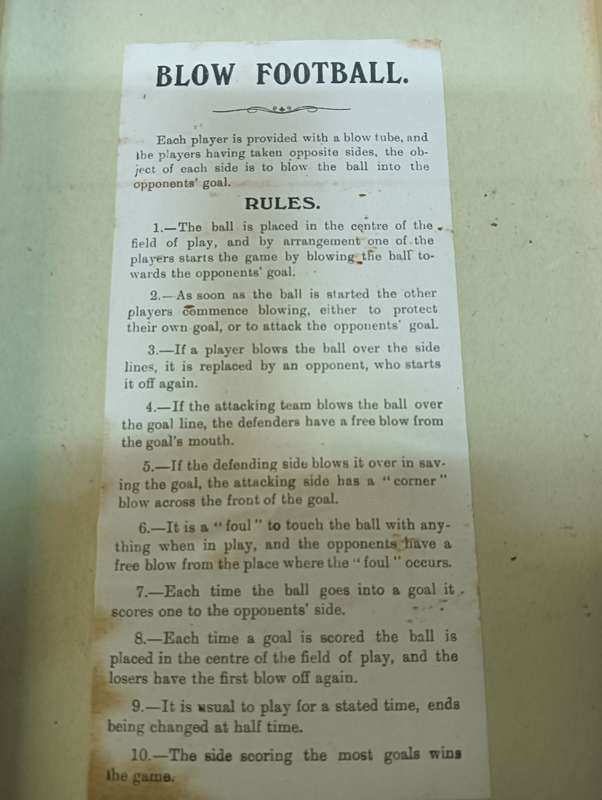 BLOW FOOTBALL.
Each player is provided with a blow tube, and
the players having taken opposite sides, the ob-
ject of each side is to blow the ball into the
opponents' goal.
RULES.
1.—The ball is placed in the centre of the
field of play, and by arrangement one of the
players starts the game by blowing the ball to-
wards the opponents' goal.
2.—As soon as the ball is started the other
players commence blowing, either to protect
their own goal, or to attack the opponents' goal.
3.—If a player blows the ball over the side
lines, it is replaced by an opponent, who starts
it off again.
4.—If the attacking team blows the ball over
the goal line, the defenders have a free blow from
the goal's mouth.
5.—If the defending side blows it over in sav-
ing the goal, the attacking side has a "corner"
blow across the front of the goal.
6.—It is a "foul" to touch the ball with any-
thing when in play, and the opponents have a
free blow from the place where the "foul" occurs.
7.—Each time the ball goes into a goal it
scores one to the opponents' side.
8.—Each time a goal is scored the ball is
placed in the centre of the field of play, and the
losers have the first blow off again.
9.—It is usual to play for a stated time, ends
being changed at half time.
10.—The side scoring the most goals wins
the game.